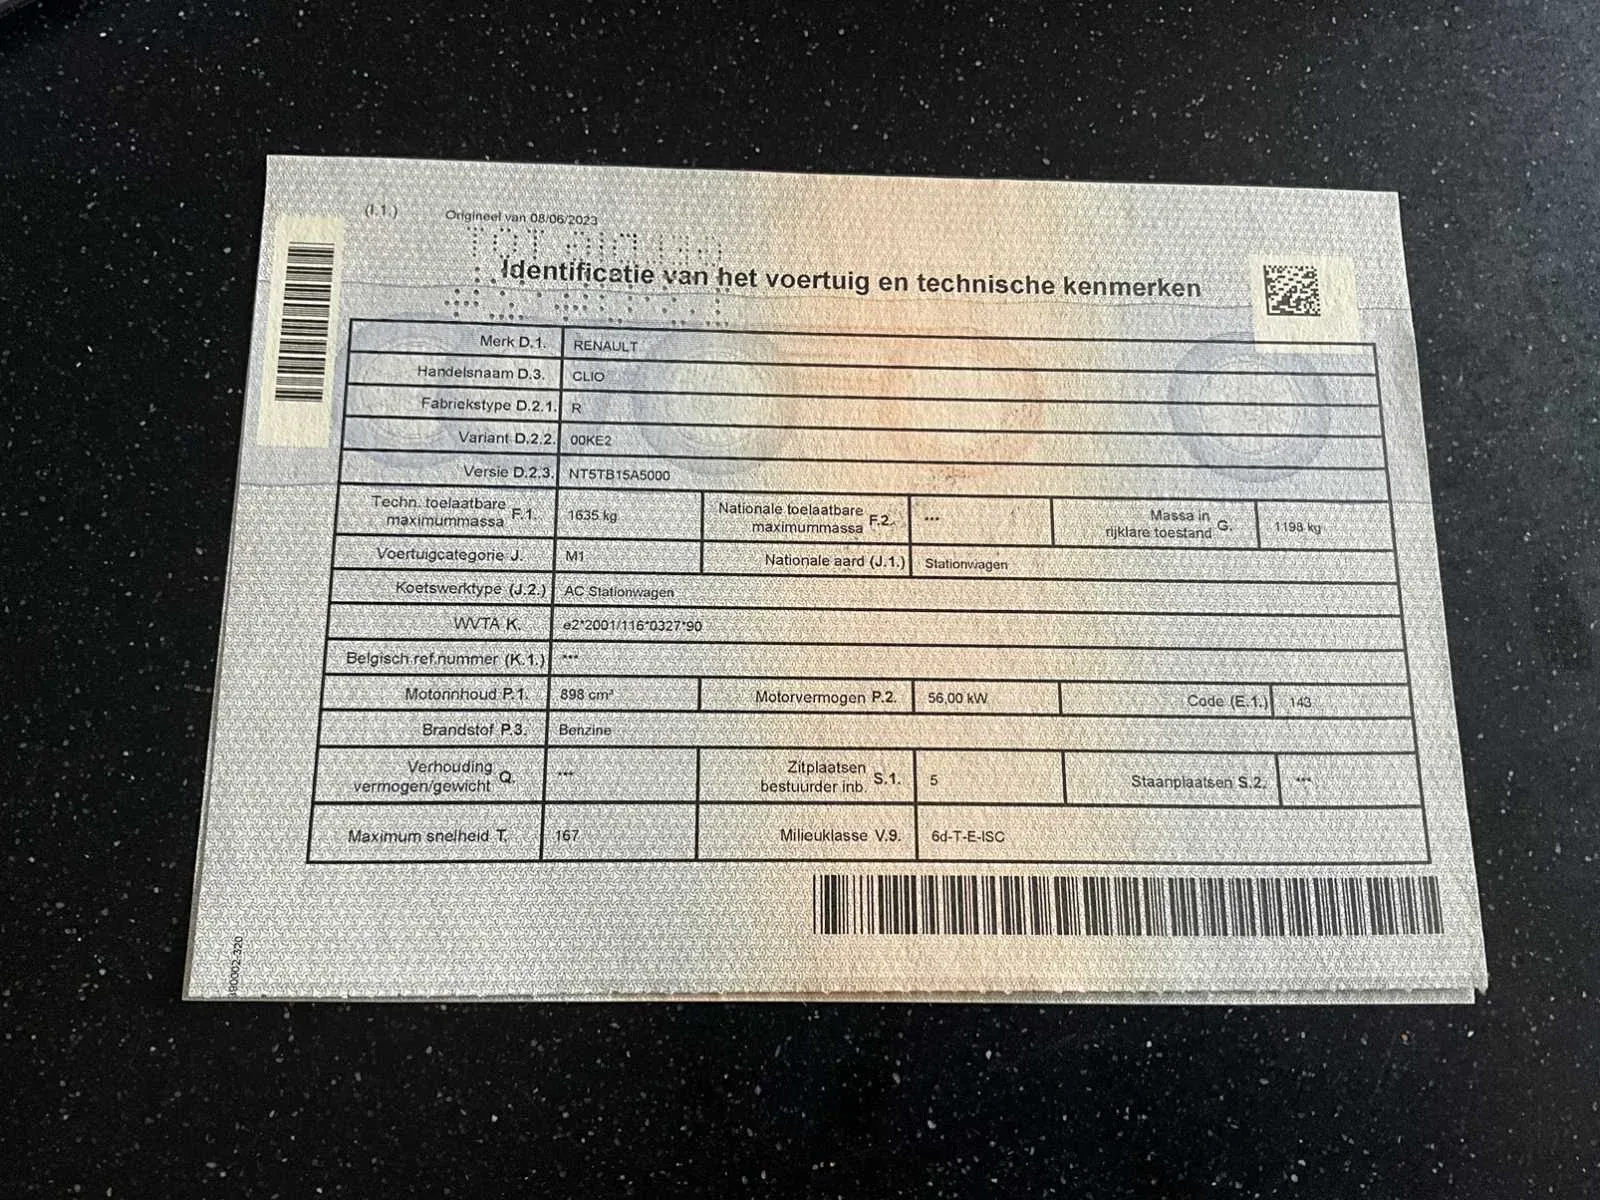 (I.1.) Origineel van 08/06/2023
Identificatie van het voertuig en technische kenmerken
Merk D.1. RENAULT
Handelsnaam D.3. CLIO
Fabriekstype D.2.1. R
Variant D.2.2. 00KE2
Versie D.2.3. NT5TB15A5000
Techn. toelaatbare maximummassa F.1. 1635 kg Nationale toelaatbare maximummassa F.2. *** Massa in rijklare toestand G. 1198 kg
Voertuigcategorie J. M1 Nationale aard (J.1.) Stationwagen
Koetswerktype (J.2.) AC Stationwagen
WVTA K. e2*2001/116*0327*90
Belgisch ref.nummer (K.1.) ***
Motorinhoud P.1. 898 cm³ Motorvermogen P.2. 56,00 kW Code (E.1.) 143
Brandstof P.3. Benzine
Verhouding vermogen/gewicht Q. *** Zitplaatsen bestuurder inb. S.1. 5 Staanplaatsen S.2. ***
Maximum snelheid T. 167 Milieuklasse V.9. 6d-T-E-ISC